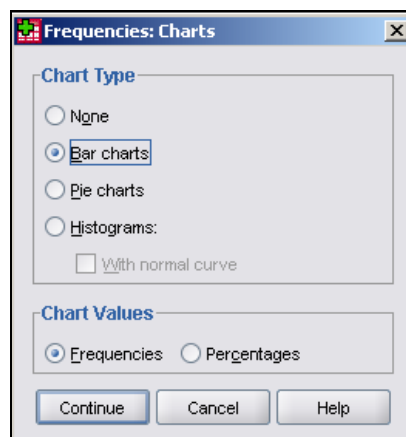 Frequencies: Charts
Chart Type
None
Bar charts
Pie charts
Histograms:
With normal curve
Chart Values
Frequencies Percentages
Continue Cancel Help